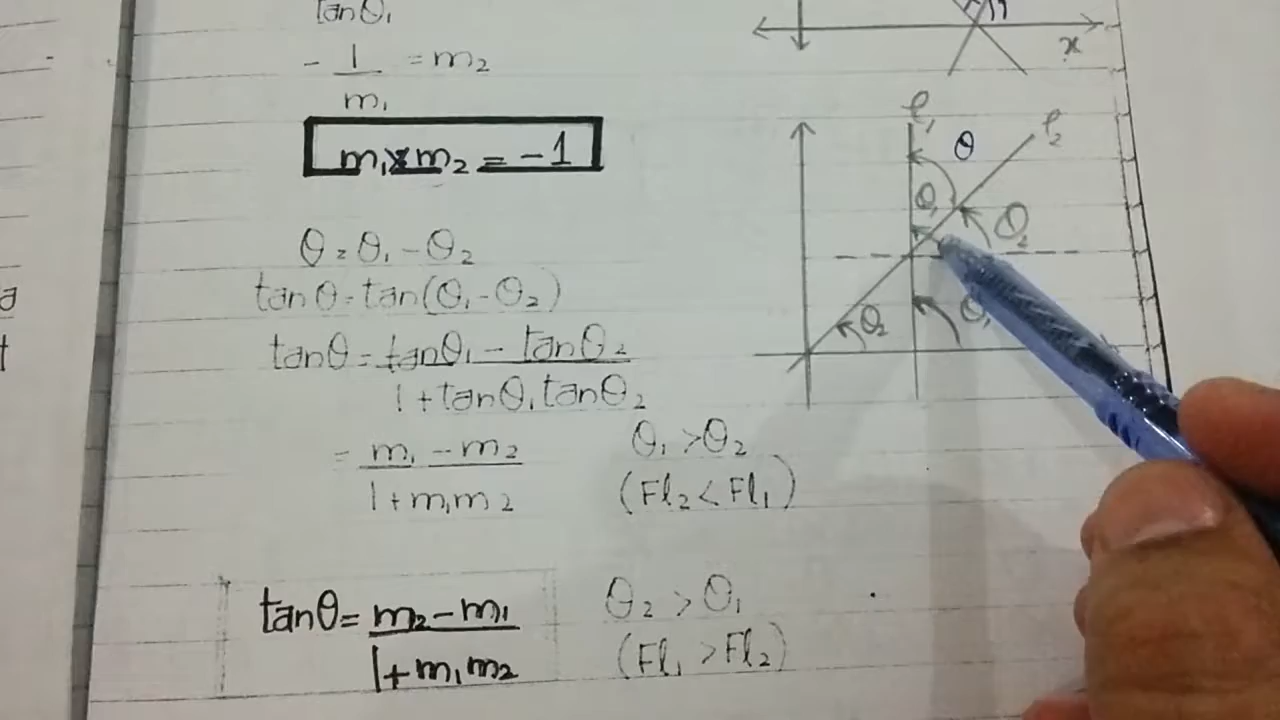 tanθ₁
- 1/m₁ = m₂
m₁ x m₂ = -1
θ = θ₁ - θ₂
tanθ = tan(θ₁ - θ₂)
tanθ = tanθ₁ - tanθ₂ / 1 + tanθ₁ tanθ₂
= m₁ - m₂ / 1 + m₁m₂
θ₁ > θ₂
(Fl₂ < Fl₁)
tanθ = m₂ - m₁ / 1 + m₁m₂
θ₂ > θ₁
(Fl₁ > Fl₂)
x
l₁
θ
l₂
θ₁
θ₂
θ₂
θ₁